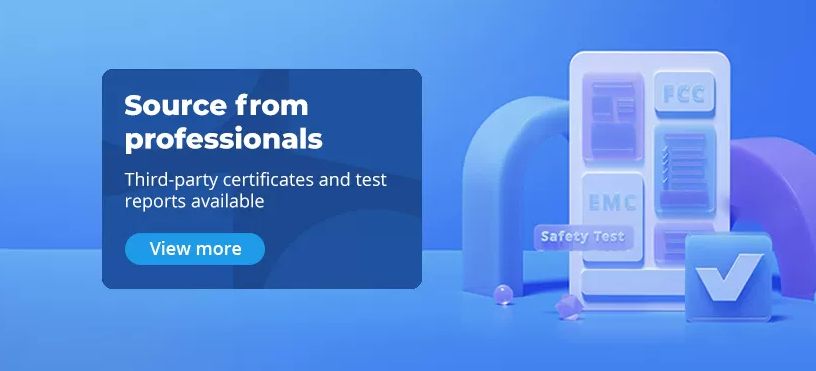 Source from
professionals
Third-party certificates and test
reports available
View more
FCC
EMC
Safety Test